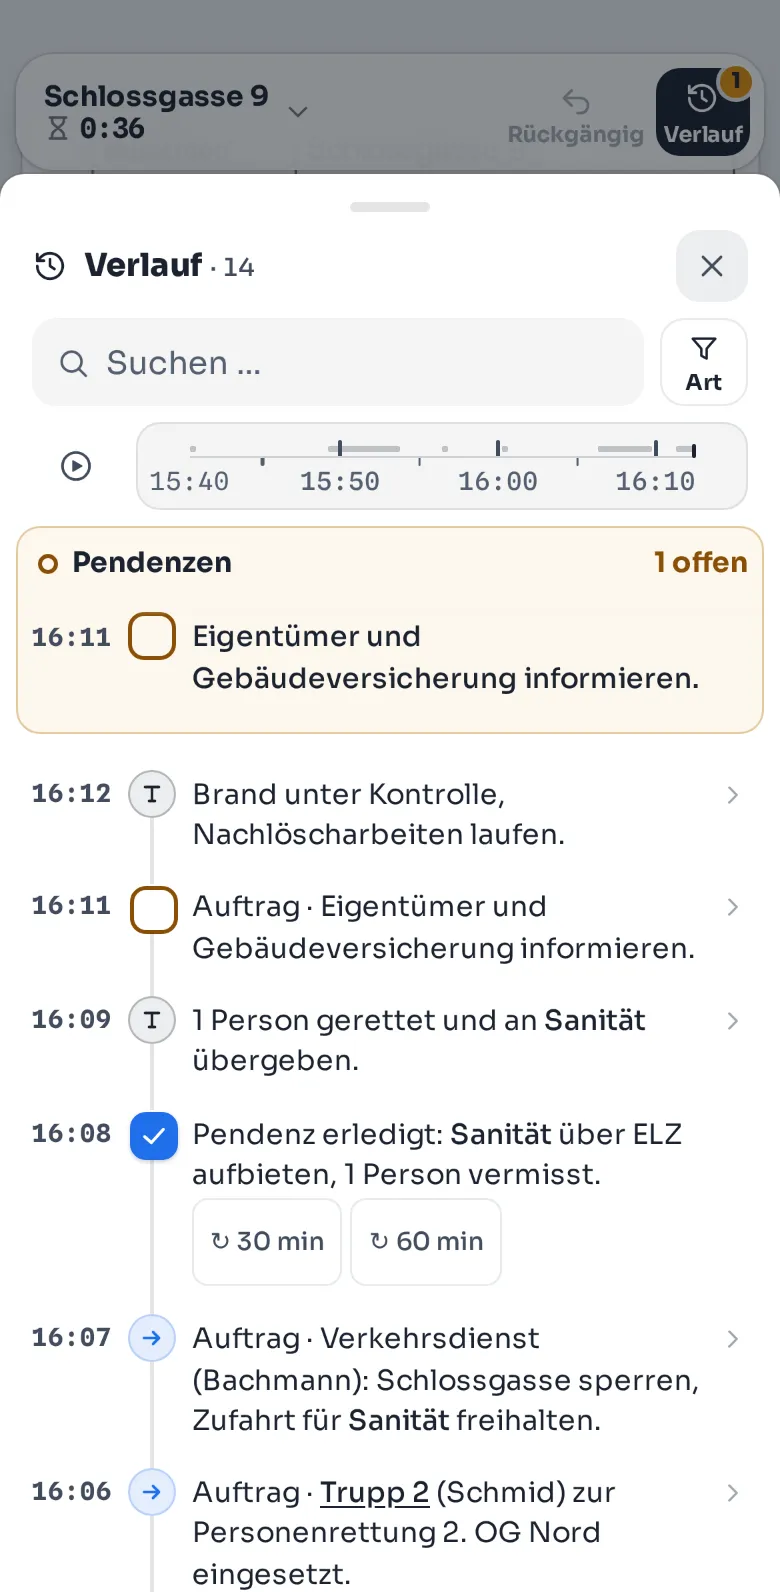 Schlossgasse 9
0:36
Rückgängig
Verlauf
1
Verlauf · 14
Suchen ...
Art
15:40 15:50 16:00 16:10
Pendenzen
1 offen
16:11 Eigentümer und
Gebäudeversicherung informieren.
16:12 T Brand unter Kontrolle,
Nachlöscharbeiten laufen.
16:11 Auftrag · Eigentümer und
Gebäudeversicherung informieren.
16:09 T 1 Person gerettet und an Sanität
übergeben.
16:08 Pendenz erledigt: Sanität über ELZ
aufbieten, 1 Person vermisst.
↻ 30 min ↻ 60 min
16:07 Auftrag · Verkehrsdienst
(Bachmann): Schlossgasse sperren,
Zufahrt für Sanität freihalten.
16:06 Auftrag · Trupp 2 (Schmid) zur
Personenrettung 2. OG Nord
eingesetzt.